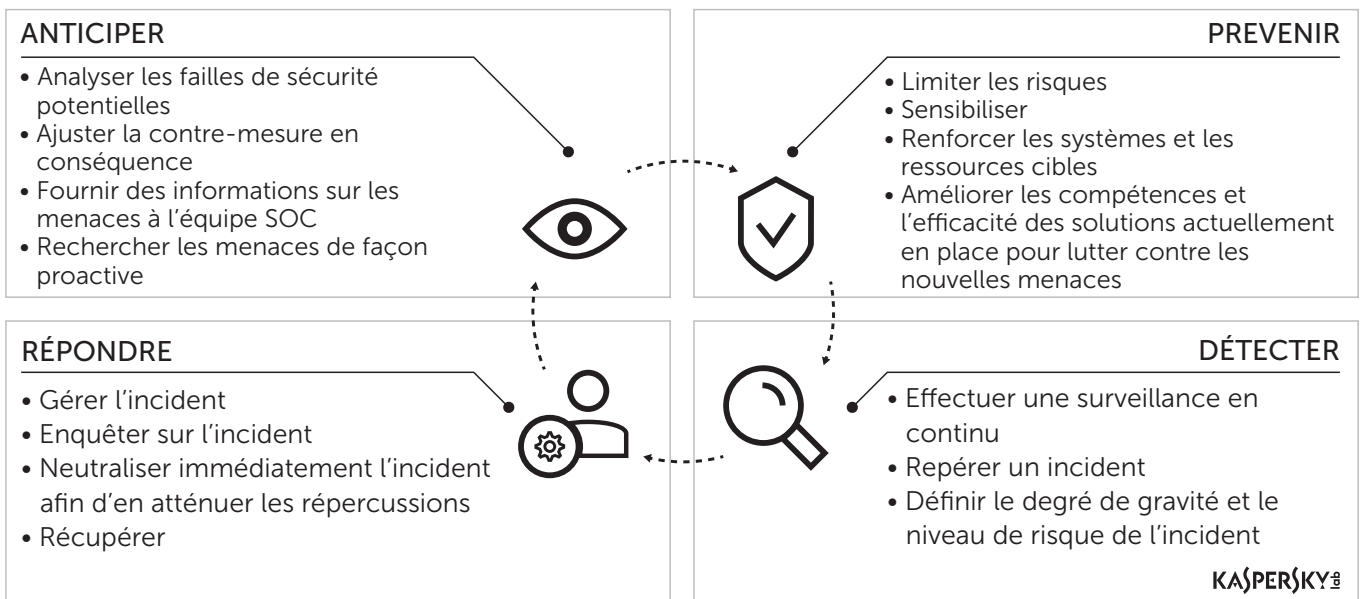 ANTICIPER
• Analyser les failles de sécurité
potentielles
• Ajuster la contre-mesure en
conséquence
• Fournir des informations sur les
menaces à l’équipe SOC
• Rechercher les menaces de façon
proactive
PREVENIR
• Limiter les risques
• Sensibiliser
• Renforcer les systèmes et les
ressources cibles
• Améliorer les compétences et
l’efficacité des solutions actuellement
en place pour lutter contre les
nouvelles menaces
RÉPONDRE
• Gérer l’incident
• Enquêter sur l’incident
• Neutraliser immédiatement l’incident
afin d'en atténuer les répercussions
• Récupérer
DÉTECTER
• Effectuer une surveillance en
continu
• Repérer un incident
• Définir le degré de gravité et le
niveau de risque de l’incident
KASPERSKY lab